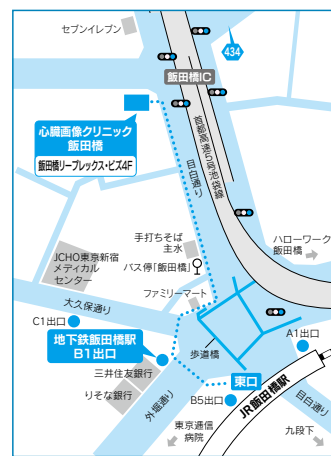 セブンイレブン
434
飯田橋IC
心臓画像クリニック
飯田橋
飯田橋リープレックス・ビズ4F
首都高速5号池袋線
目白通り
手打ちそば
主水
バス停「飯田橋」
ハローワーク
飯田橋
JCHO東京新宿
メディカル
センター
ファミリーマート
大久保通り
C1出口
地下鉄飯田橋駅
B1出口
歩道橋
A1出口
三井住友銀行
りそな銀行
東口
B5出口
JR飯田橋駅
外堀通り
目白通り
東京逓信
病院
九段下